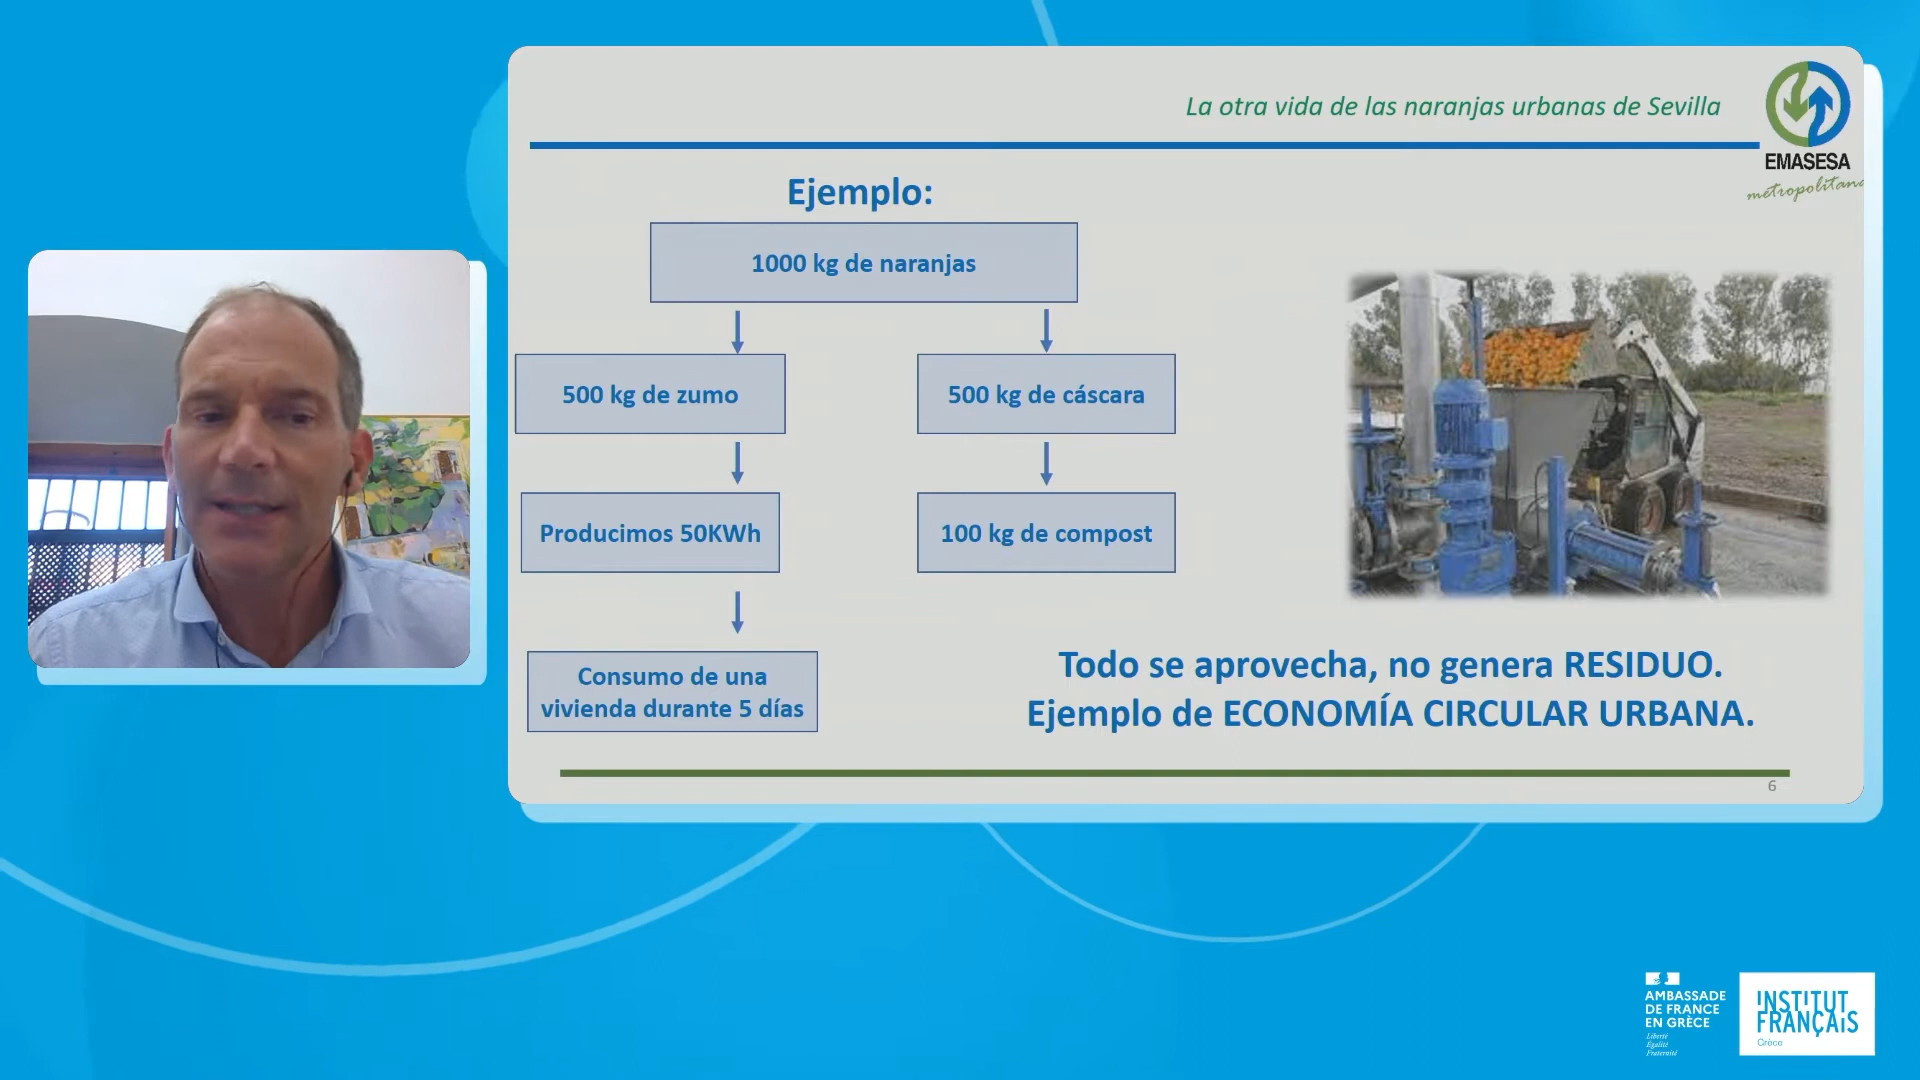 La otra vida de las naranjas urbanas de Sevilla
EMASESA
metropolitana
Ejemplo:
1000 kg de naranjas
500 kg de zumo
500 kg de cáscara
Producimos 50KWh
100 kg de compost
Consumo de una
vivienda durante 5 días
Todo se aprovecha, no genera RESIDUO.
Ejemplo de ECONOMÍA CIRCULAR URBANA.
6
AMBASSADE
DE FRANCE
EN GRÈCE
Liberté
Égalité
Fraternité
INSTITUT
FRANÇAIS
Grèce